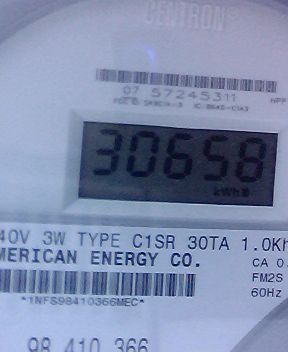 CENTRON®
07 57245311
30658
kWh
40V 3W TYPE C1SR 30TA 1.0Kh
MERICAN ENERGY CO.
CA 0.
FM2S
60Hz
*1NFS98410366MEC*
98 410 366